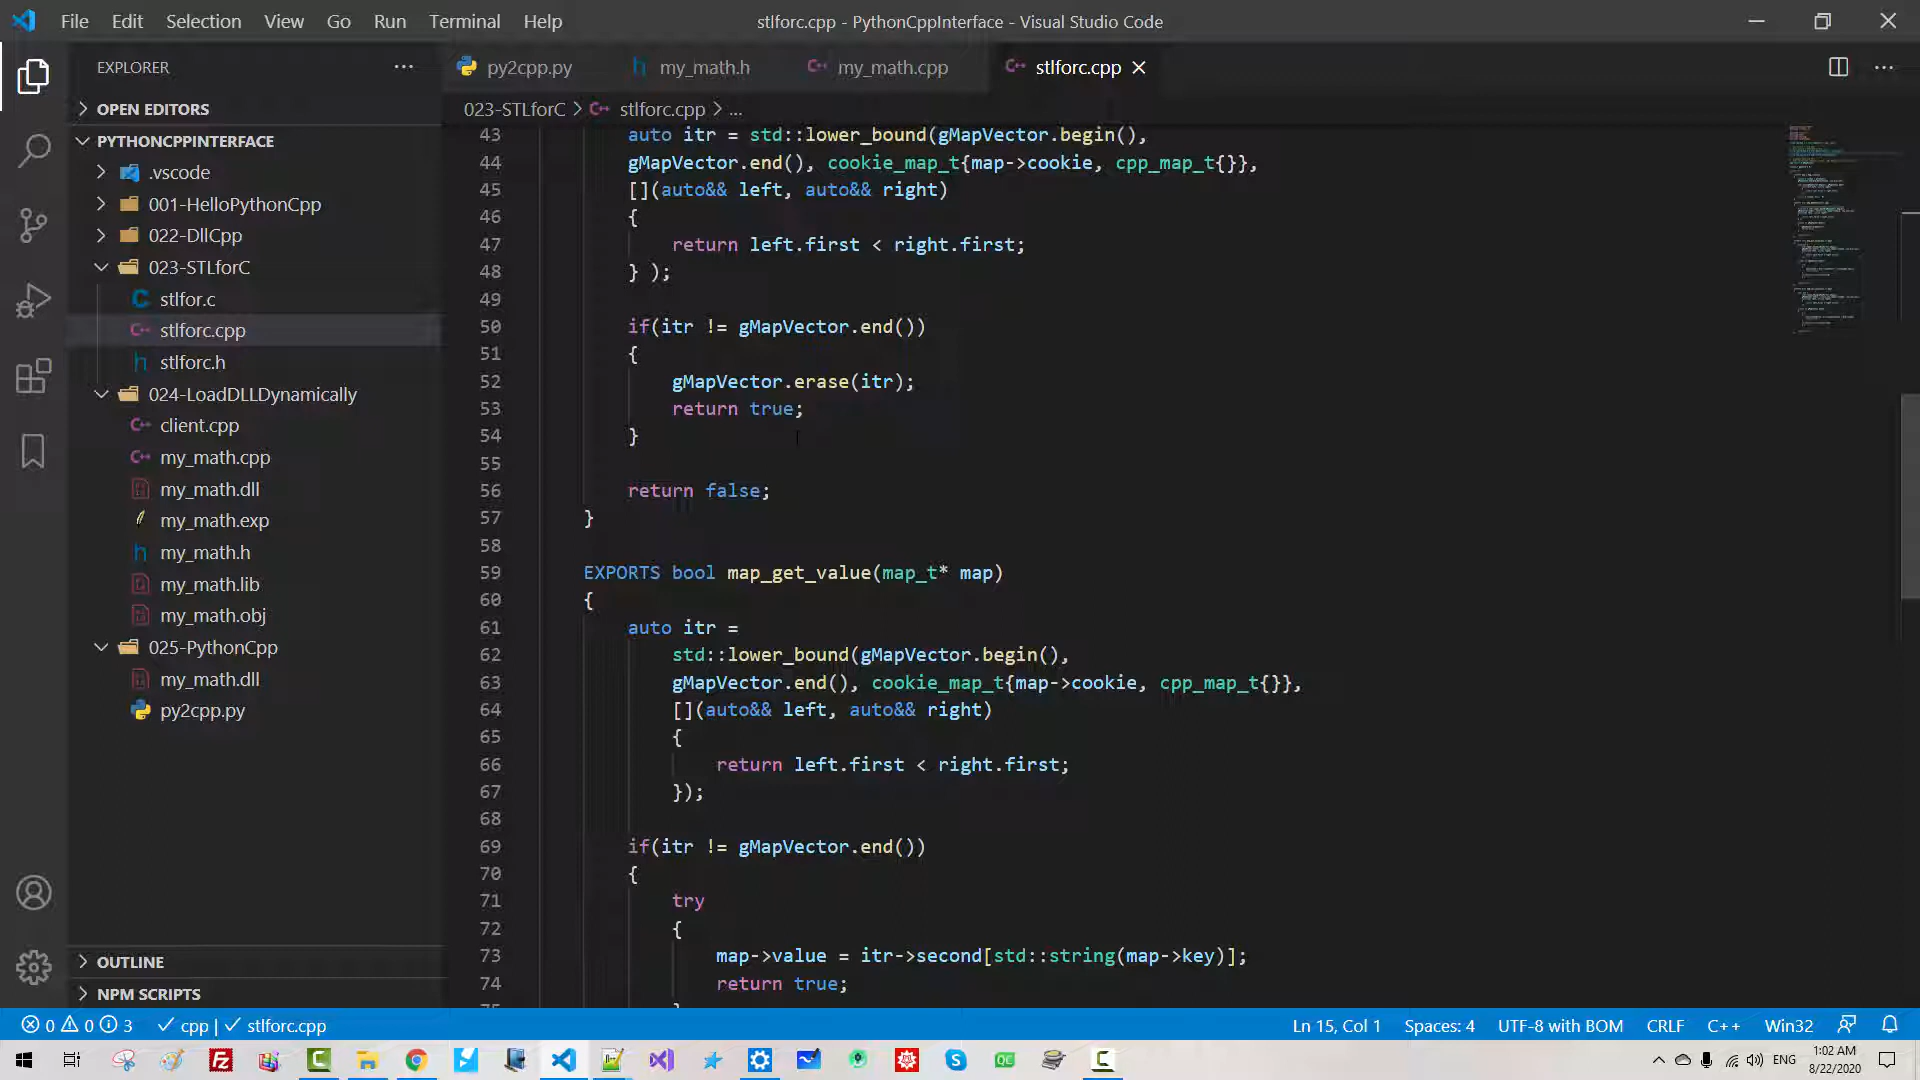 File Edit Selection View Go Run Terminal Help
stlforc.cpp - PythonCppInterface - Visual Studio Code
EXPLORER
OPEN EDITORS
PYTHONCPPINTERFACE
.vscode
001-HelloPythonCpp
022-DllCpp
023-STLforC
stlfor.c
stlforc.cpp
stlforc.h
024-LoadDLLDynamically
client.cpp
my_math.cpp
my_math.dll
my_math.exp
my_math.h
my_math.lib
my_math.obj
025-PythonCpp
my_math.dll
py2cpp.py
OUTLINE
NPM SCRIPTS
py2cpp.py my_math.h my_math.cpp stlforc.cpp
023-STLforC > stlforc.cpp > ...
43 auto itr = std::lower_bound(gMapVector.begin(),
44 gMapVector.end(), cookie_map_t{map->cookie, cpp_map_t{}},
45 [](auto&& left, auto&& right)
46 {
47 return left.first < right.first;
48 } );
49
50 if(itr != gMapVector.end())
51 {
52 gMapVector.erase(itr);
53 return true;
54 }
55
56 return false;
57 }
58
59 EXPORTS bool map_get_value(map_t* map)
60 {
61 auto itr =
62 std::lower_bound(gMapVector.begin(),
63 gMapVector.end(), cookie_map_t{map->cookie, cpp_map_t{}},
64 [](auto&& left, auto&& right)
65 {
66 return left.first < right.first;
67 });
68
69 if(itr != gMapVector.end())
70 {
71 try
72 {
73 map->value = itr->second[std::string(map->key)];
74 return true;
0 0 3 cpp | stlforc.cpp
Ln 15, Col 1 Spaces: 4 UTF-8 with BOM CRLF C++ Win32
ENG
1:02 AM
8/22/2020